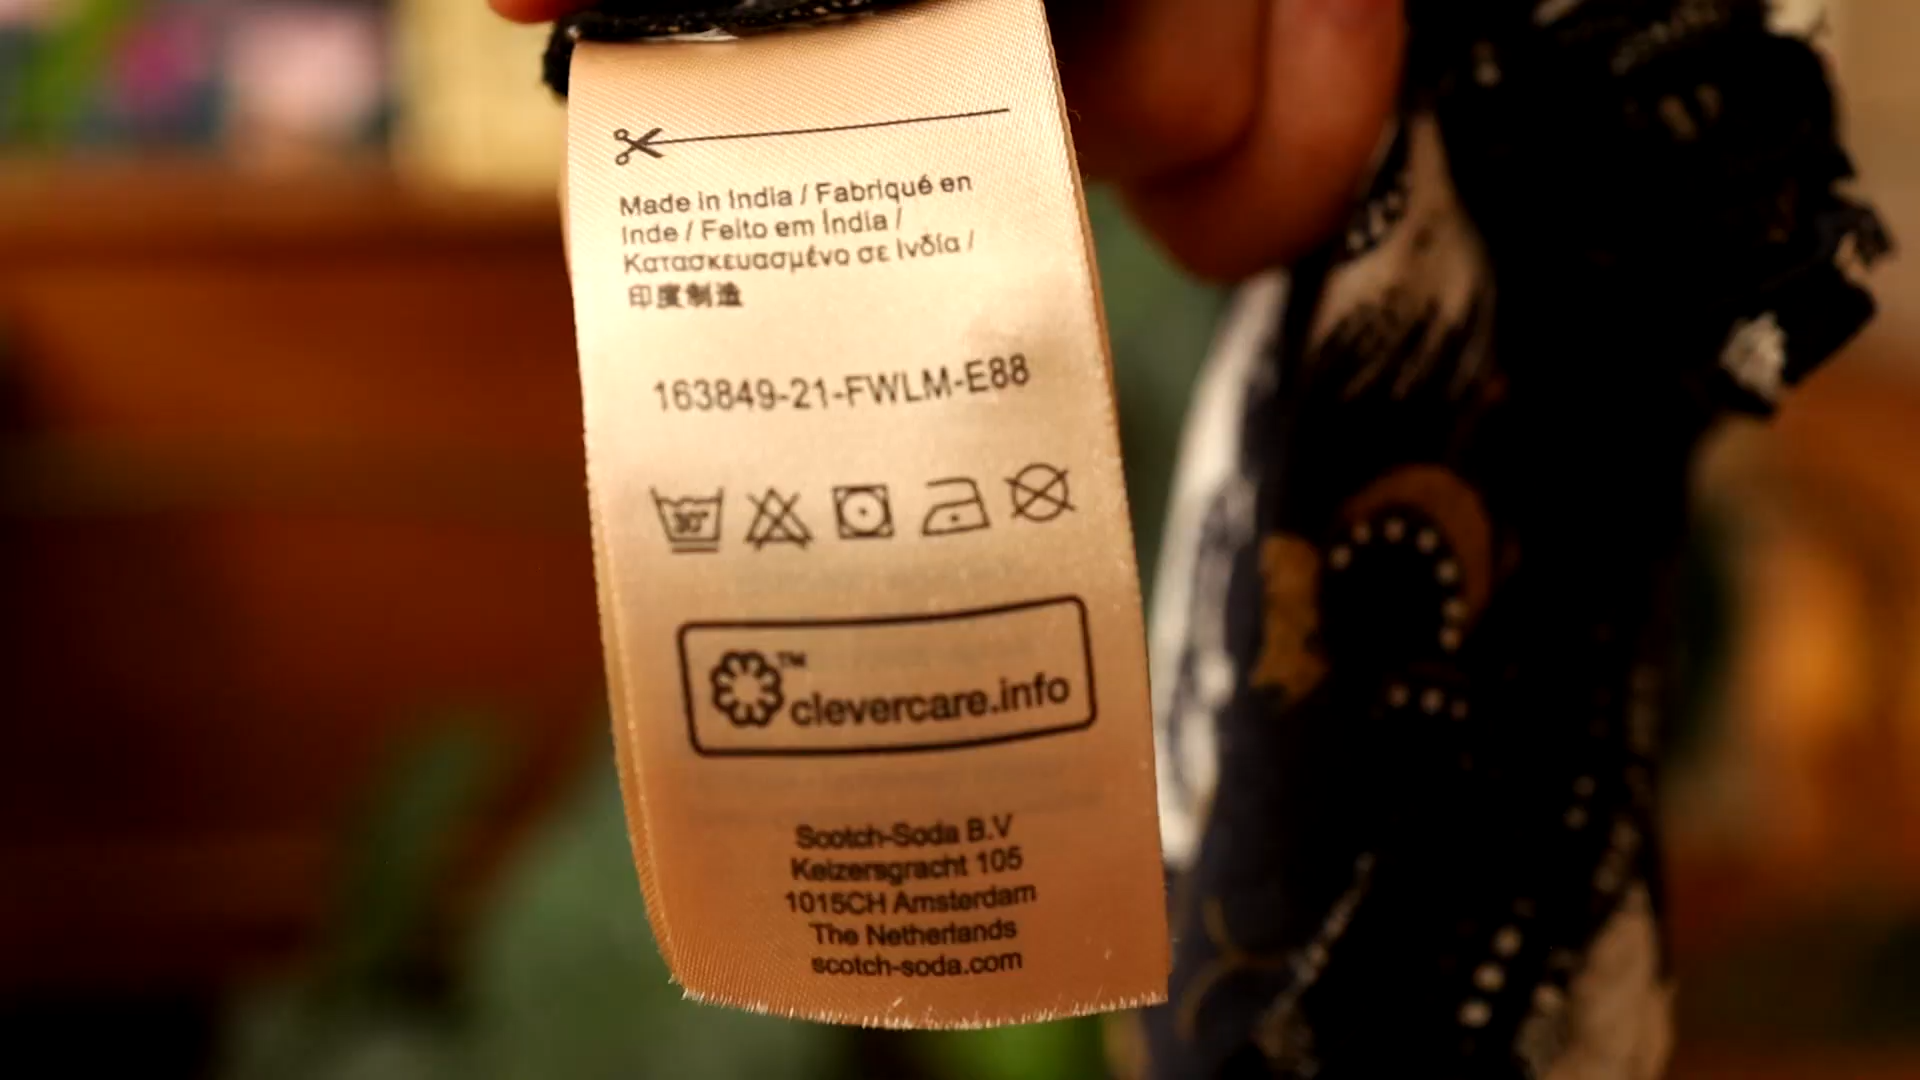 Made in India / Fabriqué en
Inde / Feito em Índia /
Κατασκευασμένο σε Ινδία /
印度制造
163849-21-FWLM-E88
30°
™
clevercare.info
Scotch-Soda B.V
Keizersgracht 105
1015CH Amsterdam
The Netherlands
scotch-soda.com